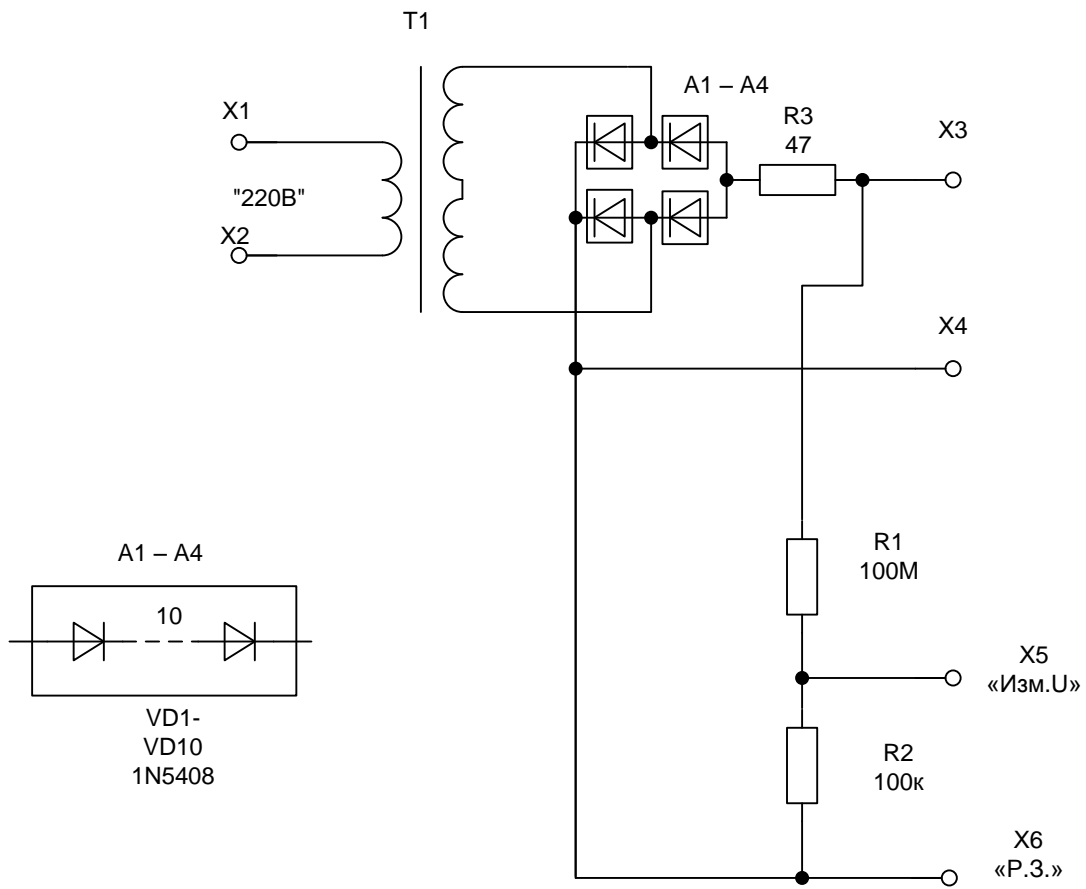 T1
A1 – A4
X1
R3
47
X3
"220В"
X2
X4
A1 – A4
10
R1
100М
VD1-
VD10
1N5408
X5
«Изм.U»
R2
100к
X6
«Р.З.»